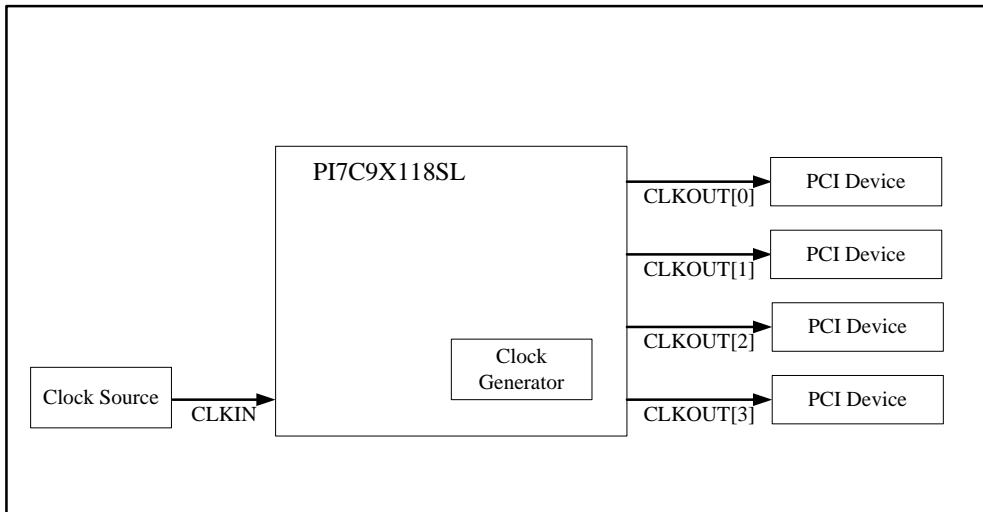 PI7C9X118SL
CLKOUT[0]
PCI Device
CLKOUT[1]
PCI Device
CLKOUT[2]
PCI Device
Clock
Generator
Clock Source
CLKIN
CLKOUT[3]
PCI Device